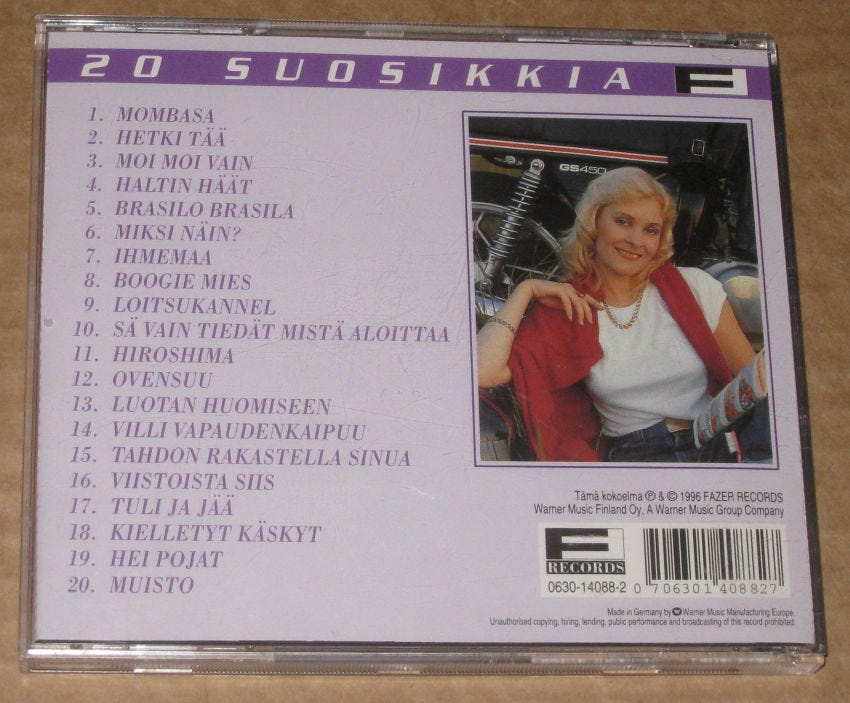 20 SUOSIKKIA F
1. MOMBASA
2. HETKI TÄÄ
3. MOI MOI VAIN
4. HALTIN HÄÄT
5. BRASILO BRASILA
6. MIKSI NÄIN?
7. IHMEMAA
8. BOOGIE MIES
9. LOITSUKANNEL
10. SÄ VAIN TIEDÄT MISTÄ ALOITTAA
11. HIROSHIMA
12. OVENSUU
13. LUOTAN HUOMISEEN
14. VILLI VAPAUDENKAIPUU
15. TAHDON RAKASTELLA SINUA
16. VIISTOISTA SIIS
17. TULI JA JÄÄ
18. KIELLETYT KÄSKYT
19. HEI POJAT
20. MUISTO
GS450
Tämä kokoelma ℗ & © 1996 FAZER RECORDS
Warner Music Finland Oy, A Warner Music Group Company
F
RECORDS
0630-14088-2
0 706301 408827
Made in Germany by Warner Music Manufacturing Europe.
Unauthorised copying, hiring, lending, public performance and broadcasting of this record prohibited.